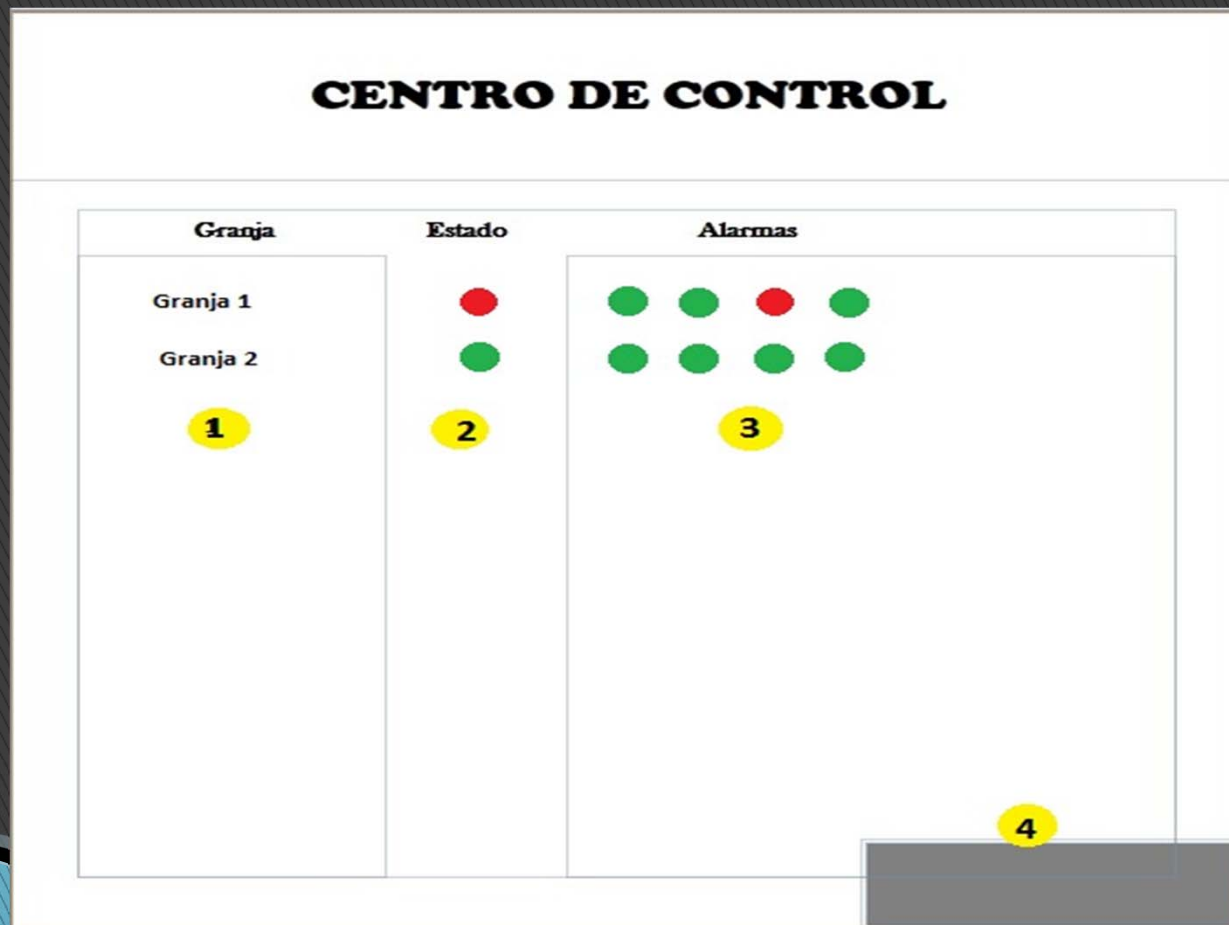 CENTRO DE CONTROL
Granja Estado Alarmas
Granja 1
Granja 2
1 2 3
4